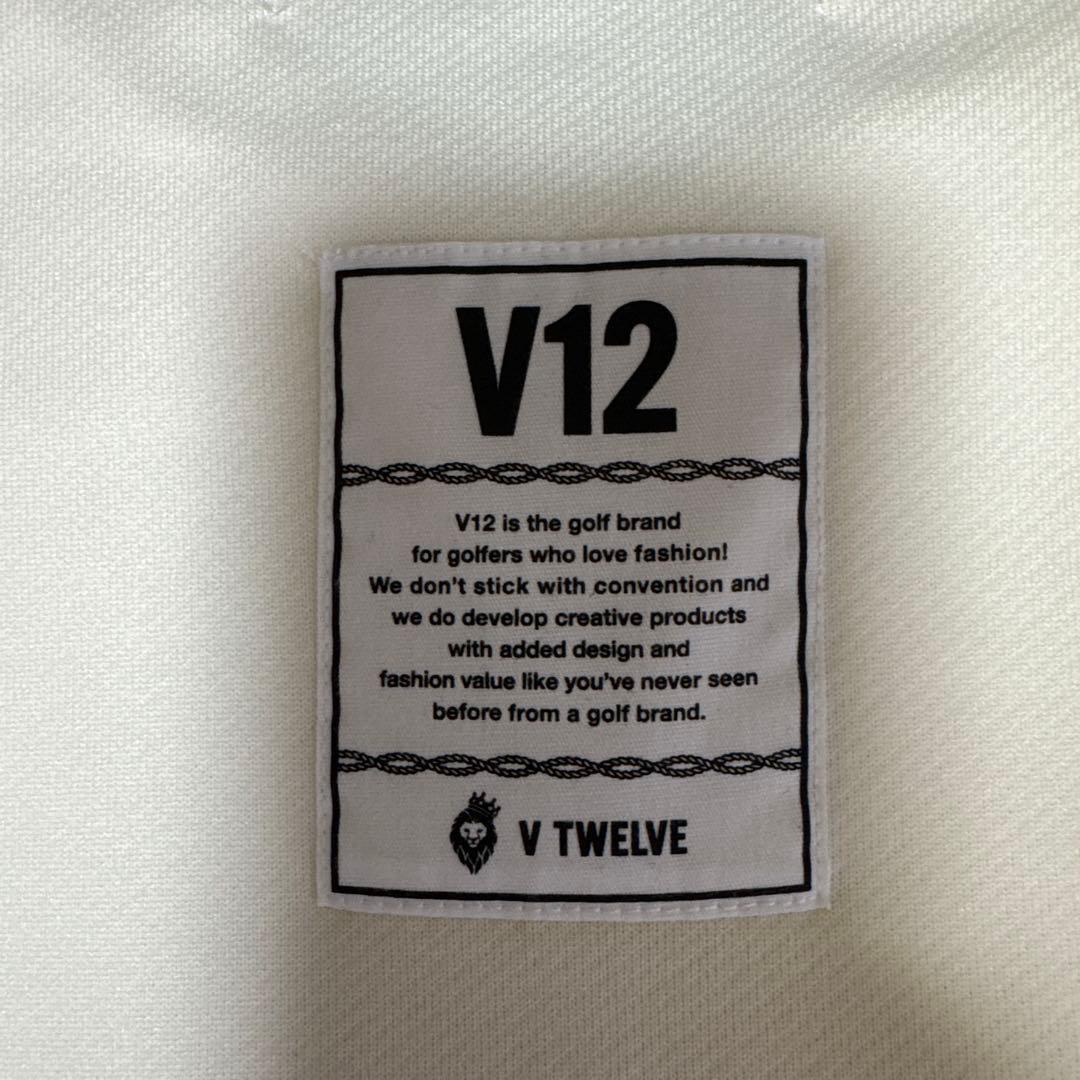 V12
V12 is the golf brand
for golfers who love fashion!
We don't stick with convention and
we do develop creative products
with added design and
fashion value like you've never seen
before from a golf brand.
V TWELVE